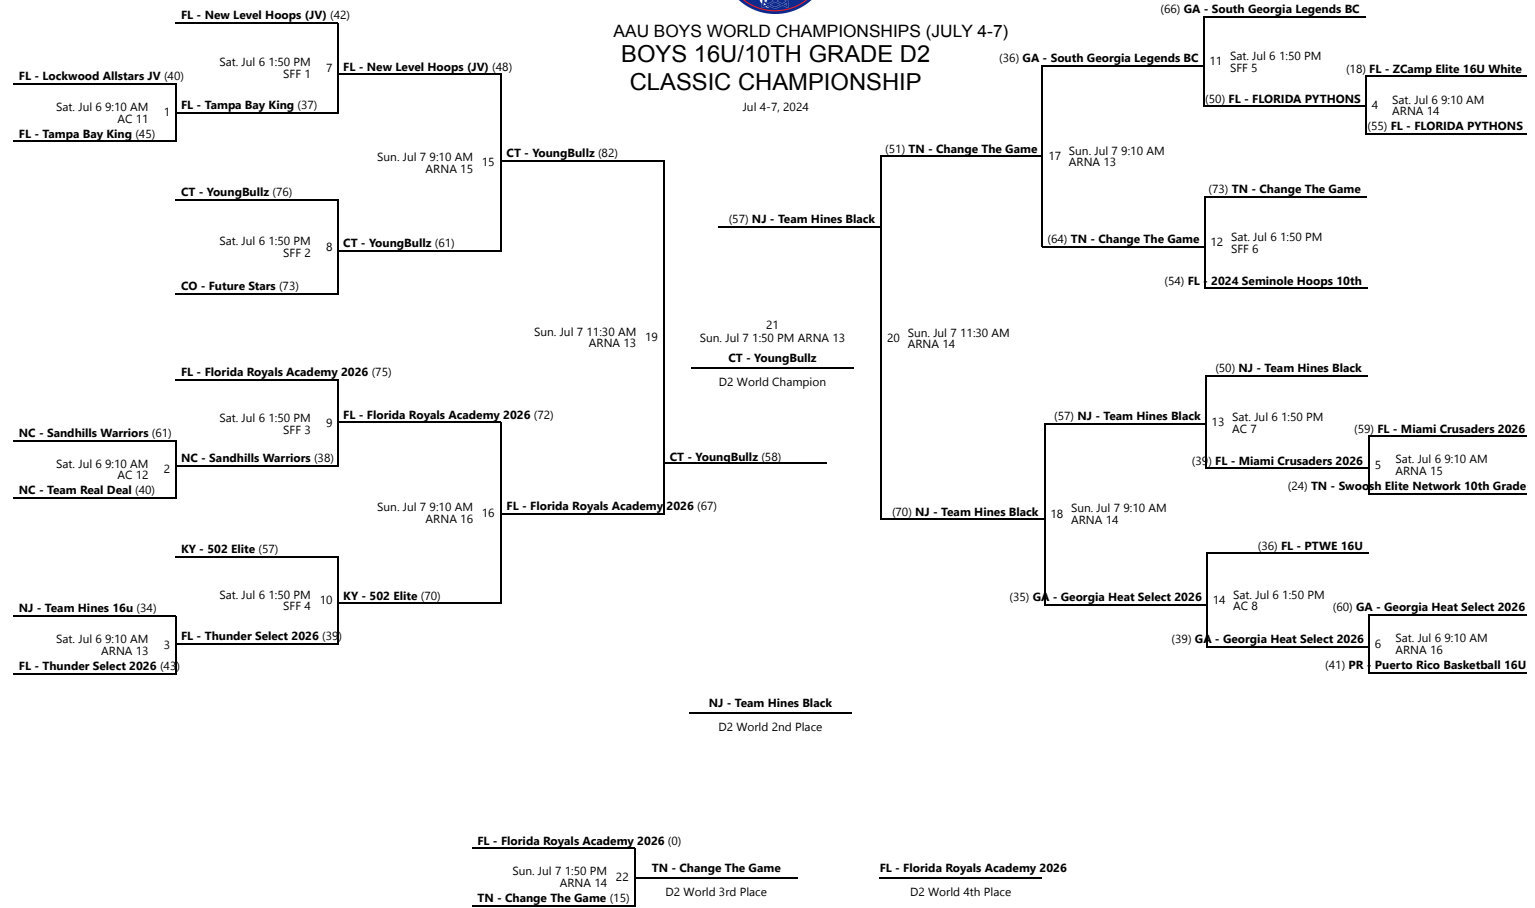 AAU BOYS WORLD CHAMPIONSHIPS (JULY 4-7)
BOYS 16U/10TH GRADE D2
CLASSIC CHAMPIONSHIP
Jul 4-7, 2024
FL - Lockwood Allstars JV (40)
Sat. Jul 6 9:10 AM
AC 11
1
FL - Tampa Bay King (45)
NC - Sandhills Warriors (61)
Sat. Jul 6 9:10 AM
AC 12
2
NC - Team Real Deal (40)
NJ - Team Hines 16u (34)
Sat. Jul 6 9:10 AM
ARNA 13
3
FL - Thunder Select 2026 (43)
FL - New Level Hoops (JV) (42)
Sat. Jul 6 1:50 PM
SFF 1
7
FL - Tampa Bay King (37)
CT - YoungBullz (76)
Sat. Jul 6 1:50 PM
SFF 2
8
CO - Future Stars (73)
FL - Florida Royals Academy 2026 (75)
Sat. Jul 6 1:50 PM
SFF 3
9
NC - Sandhills Warriors (38)
KY - 502 Elite (57)
Sat. Jul 6 1:50 PM
SFF 4
10
FL - Thunder Select 2026 (39)
FL - New Level Hoops (JV) (48)
Sun. Jul 7 9:10 AM
ARNA 15
15
CT - YoungBullz (61)
FL - Florida Royals Academy 2026 (72)
Sun. Jul 7 9:10 AM
ARNA 16
16
KY - 502 Elite (70)
CT - YoungBullz (82)
Sun. Jul 7 11:30 AM
ARNA 13
19
FL - Florida Royals Academy 2026 (67)
(57) NJ - Team Hines Black
21
Sun. Jul 7 1:50 PM ARNA 13
CT - YoungBullz
D2 World Champion
CT - YoungBullz (58)
(51) TN - Change The Game
20
Sun. Jul 7 11:30 AM
ARNA 14
(70) NJ - Team Hines Black
(36) GA - South Georgia Legends BC
17
Sun. Jul 7 9:10 AM
ARNA 13
(64) TN - Change The Game
(57) NJ - Team Hines Black
18
Sun. Jul 7 9:10 AM
ARNA 14
(35) GA - Georgia Heat Select 2026
(66) GA - South Georgia Legends BC
11
Sat. Jul 6 1:50 PM
SFF 5
(50) FL - FLORIDA PYTHONS
(73) TN - Change The Game
12
Sat. Jul 6 1:50 PM
SFF 6
(54) FL - 2024 Seminole Hoops 10th
(50) NJ - Team Hines Black
13
Sat. Jul 6 1:50 PM
AC 7
(39) FL - Miami Crusaders 2026
(36) FL - PTWE 16U
14
Sat. Jul 6 1:50 PM
AC 8
(39) GA - Georgia Heat Select 2026
(18) FL - ZCamp Elite 16U White
4
Sat. Jul 6 9:10 AM
ARNA 14
(55) FL - FLORIDA PYTHONS
(59) FL - Miami Crusaders 2026
5
Sat. Jul 6 9:10 AM
ARNA 15
(24) TN - Swoosh Elite Network 10th Grade
(60) GA - Georgia Heat Select 2026
6
Sat. Jul 6 9:10 AM
ARNA 16
(41) PR - Puerto Rico Basketball 16U
NJ - Team Hines Black
D2 World 2nd Place
FL - Florida Royals Academy 2026 (0)
Sun. Jul 7 1:50 PM
ARNA 14
22
TN - Change The Game (15)
TN - Change The Game
D2 World 3rd Place
FL - Florida Royals Academy 2026
D2 World 4th Place